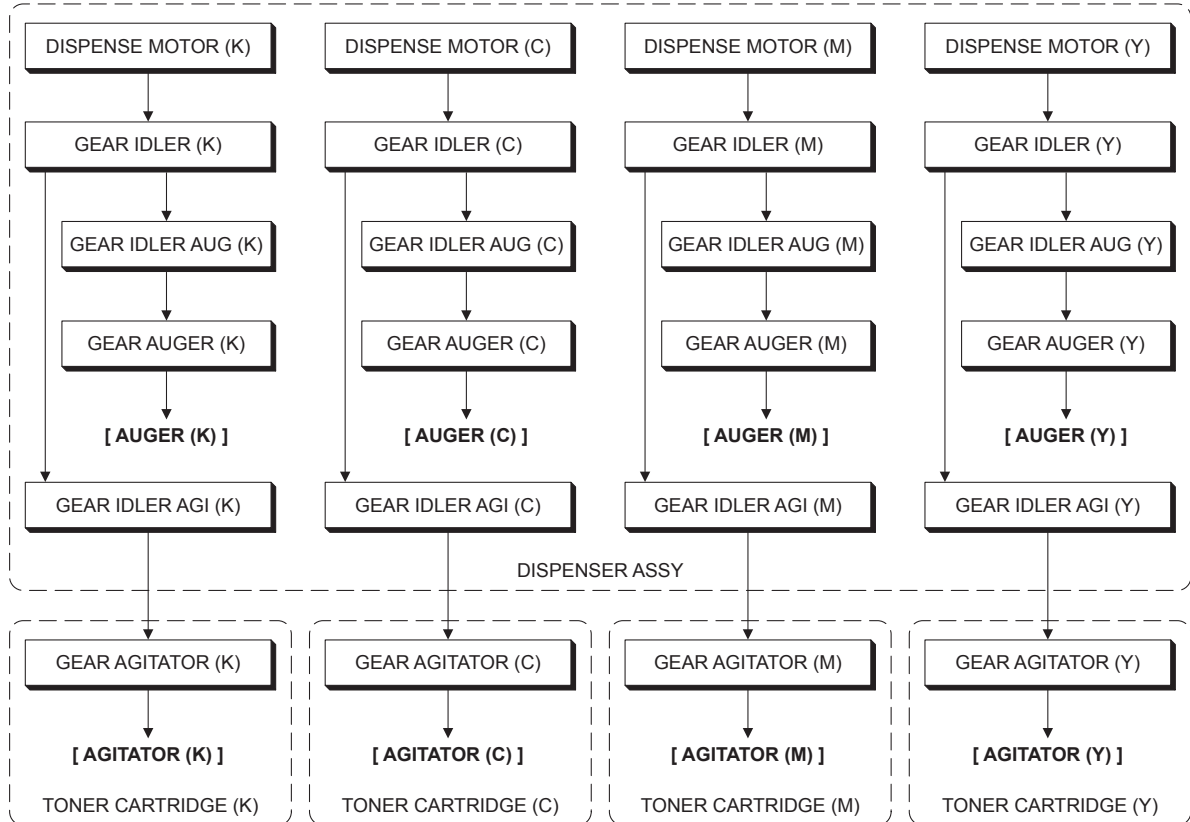 DISPENSE MOTOR (K)
DISPENSE MOTOR (C)
DISPENSE MOTOR (M)
DISPENSE MOTOR (Y)
GEAR IDLER (K)
GEAR IDLER (C)
GEAR IDLER (M)
GEAR IDLER (Y)
GEAR IDLER AUG (K)
GEAR IDLER AUG (C)
GEAR IDLER AUG (M)
GEAR IDLER AUG (Y)
GEAR AUGER (K)
GEAR AUGER (C)
GEAR AUGER (M)
GEAR AUGER (Y)
[ AUGER (K) ]
[ AUGER (C) ]
[ AUGER (M) ]
[ AUGER (Y) ]
GEAR IDLER AGI (K)
GEAR IDLER AGI (C)
GEAR IDLER AGI (M)
GEAR IDLER AGI (Y)
DISPENSER ASSY
GEAR AGITATOR (K)
GEAR AGITATOR (C)
GEAR AGITATOR (M)
GEAR AGITATOR (Y)
[ AGITATOR (K) ]
[ AGITATOR (C) ]
[ AGITATOR (M) ]
[ AGITATOR (Y) ]
TONER CARTRIDGE (K)
TONER CARTRIDGE (C)
TONER CARTRIDGE (M)
TONER CARTRIDGE (Y)